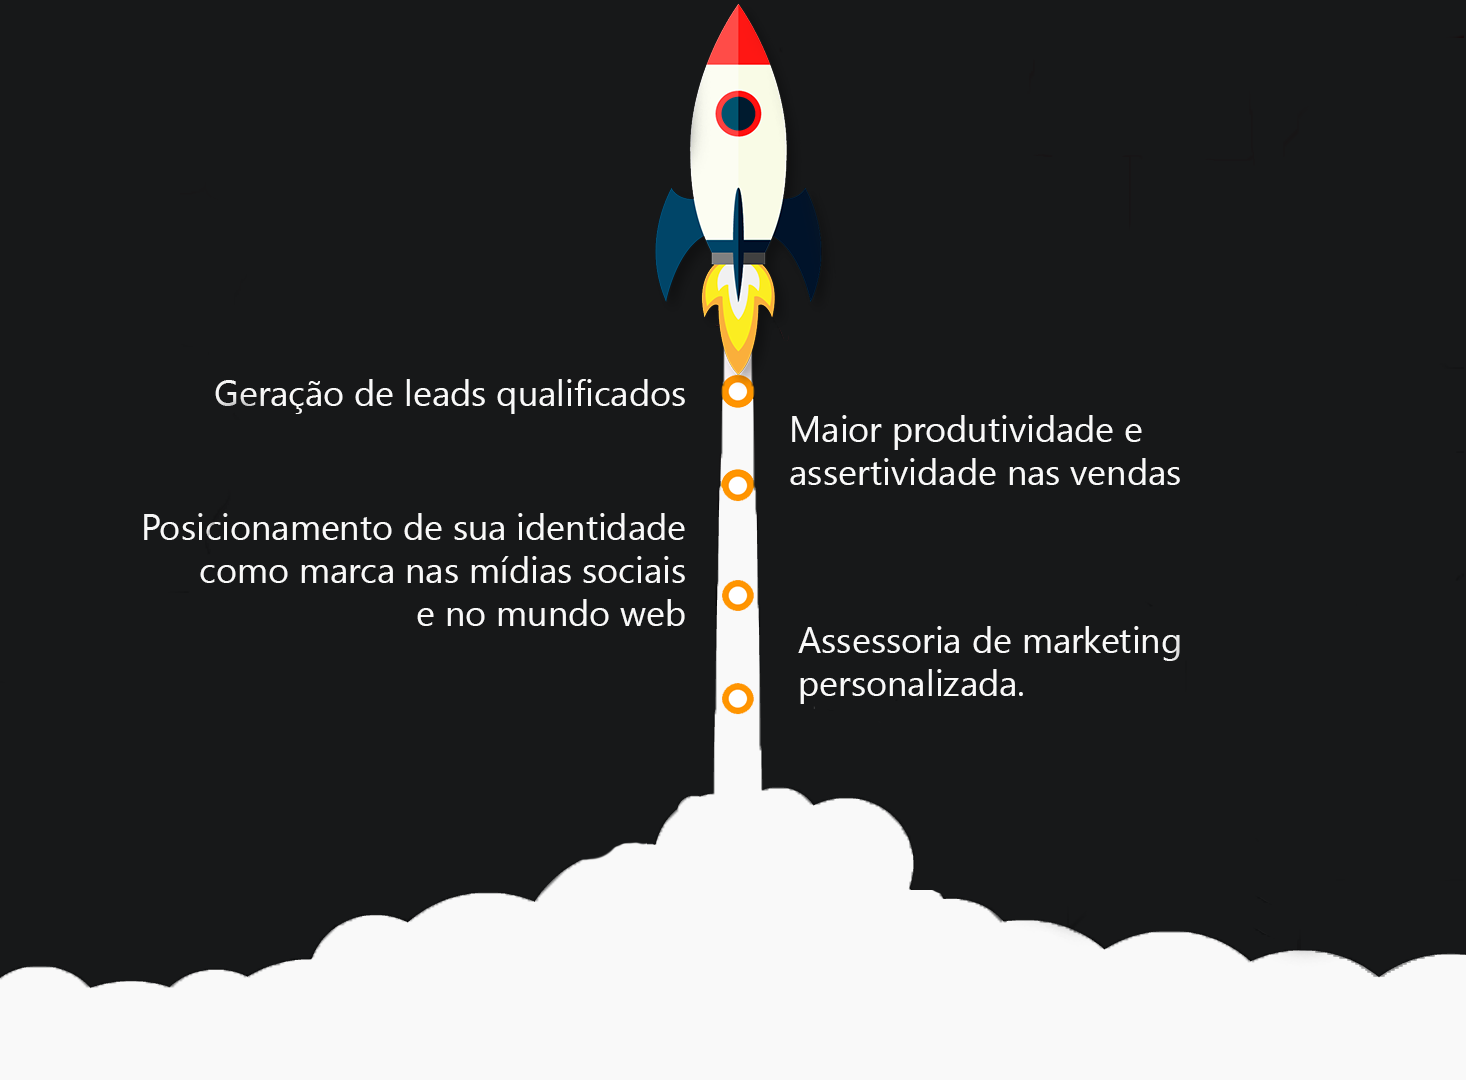 Geração de leads qualificados
Maior produtividade e
assertividade nas vendas
Posicionamento de sua identidade
como marca nas mídias sociais
e no mundo web
Assessoria de marketing
personalizada.